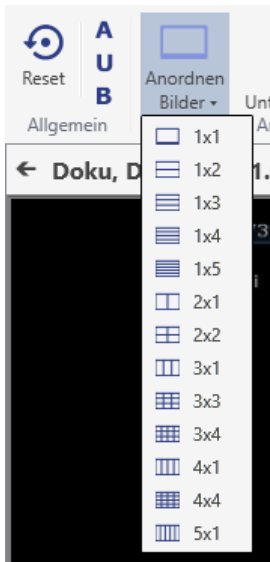 A
U
B
Reset
Anordnen
Bilder
Allgemein
Doku, D
1.
1x1
1x2
1x3
1x4
1x5
2x1
2x2
3x1
3x3
3x4
4x1
4x4
5x1